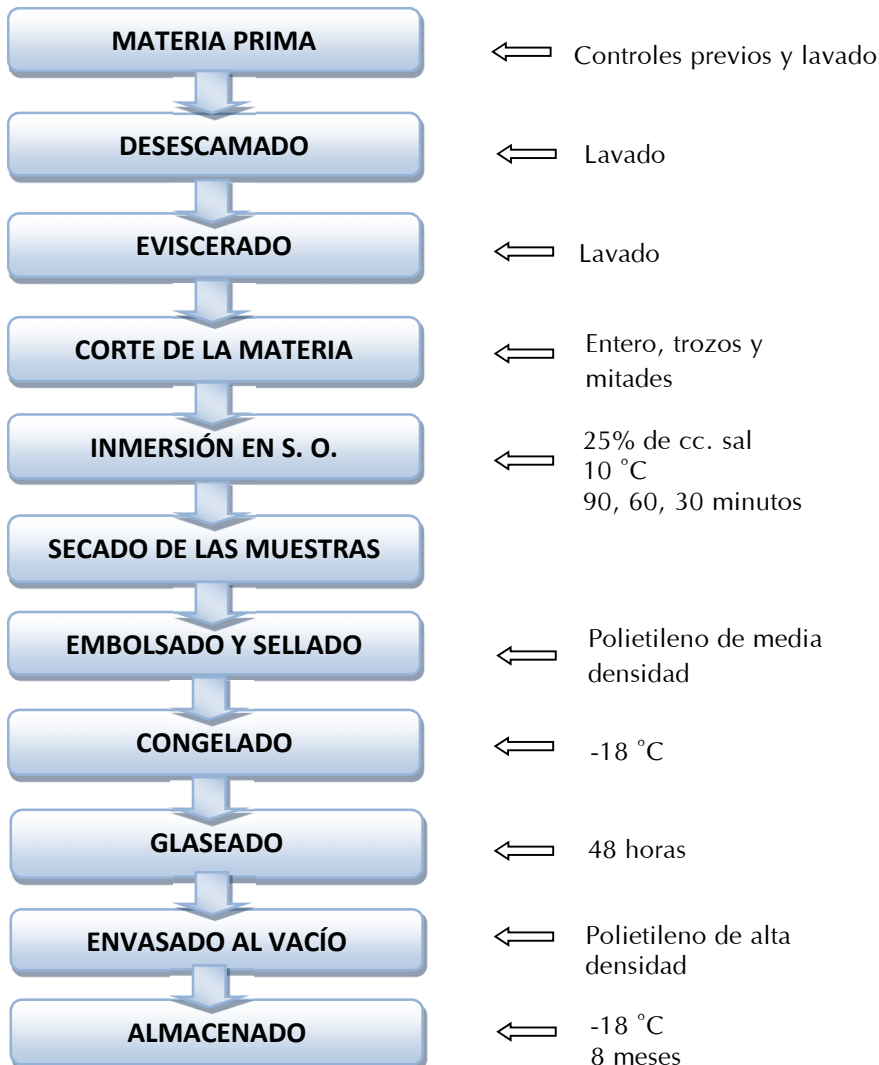 MATERIA PRIMA
Controles previos y lavado
DESESCAMADO
Lavado
EVISCERADO
Lavado
CORTE DE LA MATERIA
Entero, trozos y
mitades
INMERSIÓN EN S. O.
25% de cc. sal
10 °C
90, 60, 30 minutos
SECADO DE LAS MUESTRAS
EMBOLSADO Y SELLADO
Polietileno de media
densidad
CONGELADO
-18 °C
GLASEADO
48 horas
ENVASADO AL VACÍO
Polietileno de alta
densidad
ALMACENADO
-18 °C
8 meses